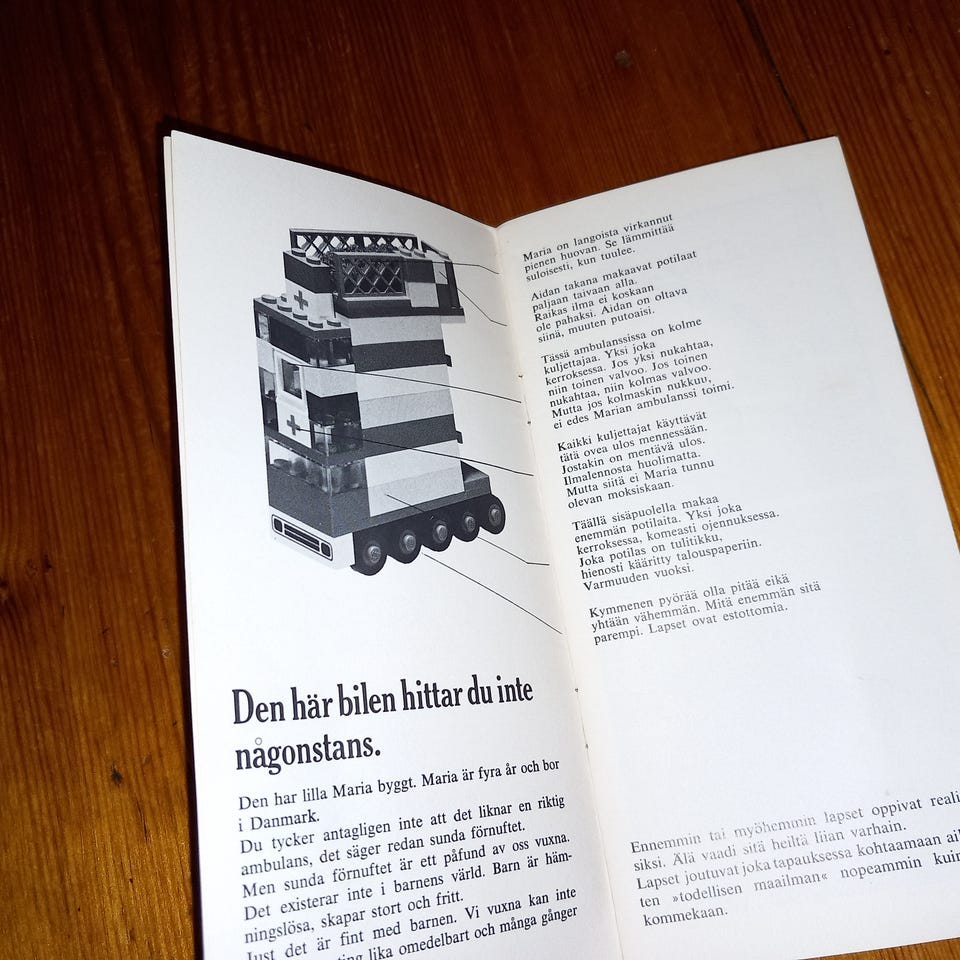 Den här bilen hittar du inte
någonstans.
Den har lilla Maria byggt. Maria är fyra år och bor
i Danmark.
Du tycker antagligen inte att det liknar en riktig
ambulans, det säger redan sunda förnuftet.
Men sunda förnuftet är ett påfund av oss vuxna.
Det existerar inte i barnens värld. Barn är häm-
ningslösa, skapar stort och fritt.
Just det är fint med barnen. Vi vuxna kan inte
ting lika omedelbart och många gånger
Maria on langoista virkannut
pienen huovan. Se lämmittää
suloisesti, kun tuulee.
Aidan takana makaavat potilaat
paljaan taivaan alla.
Raikas ilma ei koskaan
ole pahaksi. Aidan on oltava
siinä, muuten putoaisi.
Tässä ambulanssissa on kolme
kuljettajaa. Yksi joka
kerroksessa. Jos yksi nukahtaa,
niin toinen valvoo. Jos toinen
nukahtaa, niin kolmas valvoo.
Mutta jos kolmaskin nukkuu,
ei edes Marian ambulanssi toimi.
Kaikki kuljettajat käyttävät
tätä ovea ulos mennessään.
Jostakin on mentävä ulos.
Ilmalennosta huolimatta.
Mutta siitä ei Maria tunnu
olevan moksiskaan.
Täällä sisäpuolella makaa
enemmän potilaita. Yksi joka
kerroksessa, komeasti ojennuksessa.
Joka potilas on tulitikku,
hienosti kääritty talouspaperiin.
Varmuuden vuoksi.
Kymmenen pyörää olla pitää eikä
yhtään vähemmän. Mitä enemmän sitä
parempi. Lapset ovat estottomia.
Ennemmin tai myöhemmin lapset oppivat reali
siksi. Älä vaadi sitä heiltä liian varhain.
Lapset joutuvat joka tapauksessa kohtaamaan ai
ten »todellisen maailman« nopeammin kuin
kommekaan.